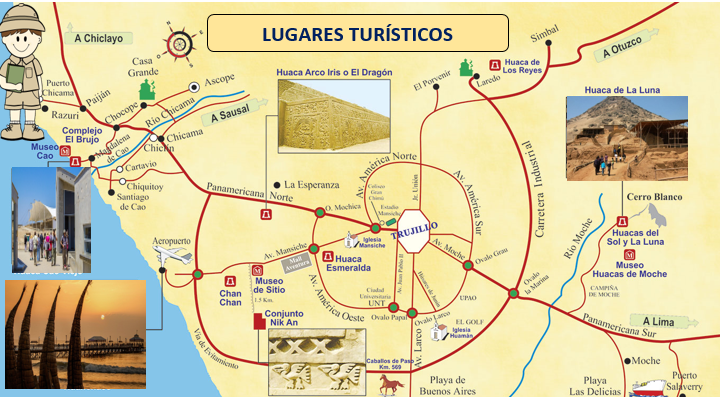 LUGARES TURÍSTICOS
A Chiclayo
Casa
Grande
Ascope
Puerto
Chicama
Paiján
Razuri
Chocope
Río Chicama
A Sausal
Complejo
El Brujo
Museo
Cao
Magdalena
de Cao
Chiclín
Chicama
Cartavio
Chiquitoy
Santiago
de Cao
Huaca Arco Iris o El Dragón
El Porvenir
Laredo
Huaca de
Los Reyes
Simbal
A Otuzco
Huaca de La Luna
Panamericana
Norte
La Esperanza
O. Mochica
Av. América Norte
Coliseo
Gran
Chimú
Estadio
Mansiche
Jr. Unión
Av. América Sur
Carretera Industrial
TRUJILLO
Iglesia
Mansiche
Av. Mansiche
Mall
Aventura
Huaca
Esmeralda
Av. Moche
Ovalo Grau
Ovalo
la Marina
Río Moche
Cerro Blanco
Huacas del
Sol y La Luna
Museo
Huacas de Moche
CAMPIÑA
DE MOCHE
Aeropuerto
Chan
Chan
Museo
de Sitio
1.5 Km.
Conjunto
Nik An
Av. América Oeste
Ciudad
Universitaria
UNT
Av. Juan Pablo II
Húsares de Junín
UPAO
Ovalo Papal
Ovalo Larco
EL GOLF
Iglesia
Huamán
Av. Larco
Vía de Evitamiento
Caballos de Paso
Km. 569
Playa de
Buenos Aires
Panamericana Sur
A Lima
Moche
Playa
Las Delicias
Puerto
Salaverry